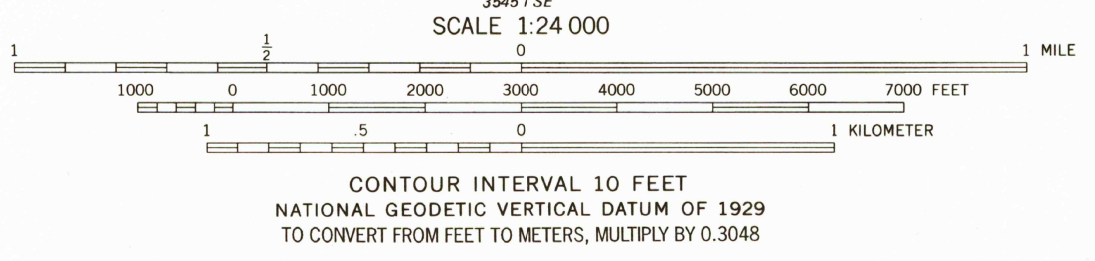 SCALE 1:24 000
1 1/2 0 1 MILE
1000 0 1000 2000 3000 4000 5000 6000 7000 FEET
1 .5 0 1 KILOMETER
CONTOUR INTERVAL 10 FEET
NATIONAL GEODETIC VERTICAL DATUM OF 1929
TO CONVERT FROM FEET TO METERS, MULTIPLY BY 0.3048